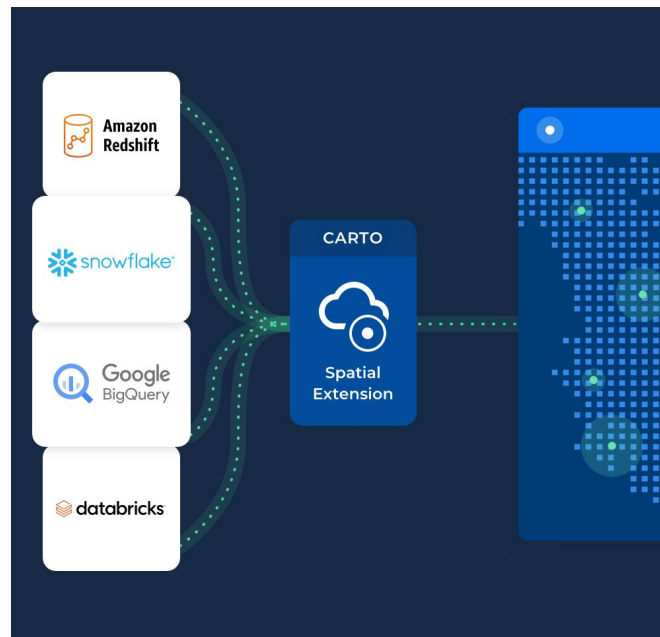 Amazon
Redshift
snowflake®
Google
BigQuery
databricks
CARTO
Spatial
Extension